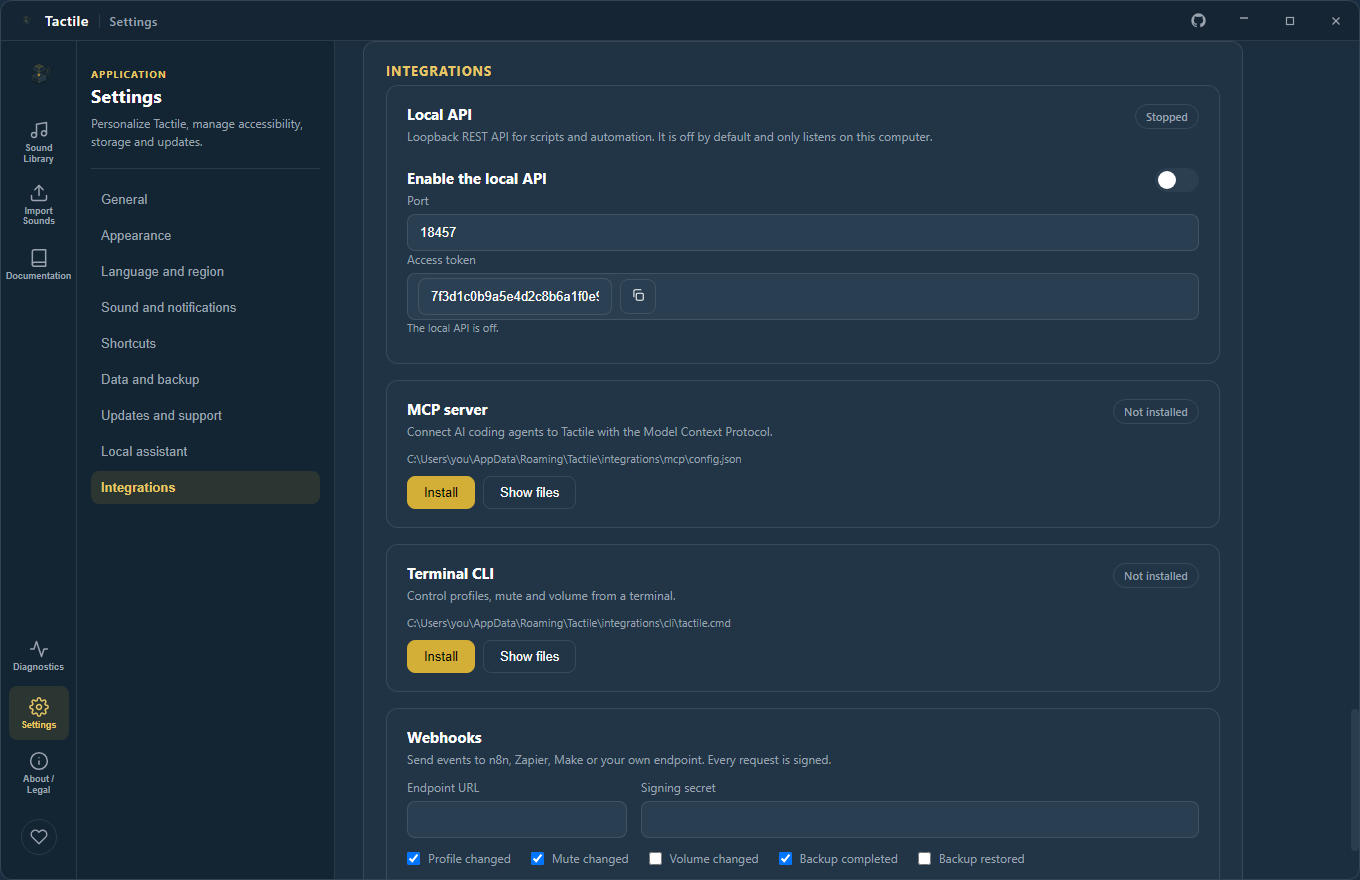 Tactile
Settings
Sound
Library
Import
Sounds
Documentation
Diagnostics
Settings
About /
Legal
APPLICATION
Settings
Personalize Tactile, manage accessibility,
storage and updates.
General
Appearance
Language and region
Sound and notifications
Shortcuts
Data and backup
Updates and support
Local assistant
Integrations
INTEGRATIONS
Local API
Stopped
Loopback REST API for scripts and automation. It is off by default and only listens on this computer.
Enable the local API
Port
18457
Access token
7f3d1c0b9a5e4d2c8b6a1f0e9
The local API is off.
MCP server
Not installed
Connect AI coding agents to Tactile with the Model Context Protocol.
C:\Users\you\AppData\Roaming\Tactile\integrations\mcp\config.json
Install
Show files
Terminal CLI
Not installed
Control profiles, mute and volume from a terminal.
C:\Users\you\AppData\Roaming\Tactile\integrations\cli\tactile.cmd
Install
Show files
Webhooks
Send events to n8n, Zapier, Make or your own endpoint. Every request is signed.
Endpoint URL
Signing secret
Profile changed
Mute changed
Volume changed
Backup completed
Backup restored